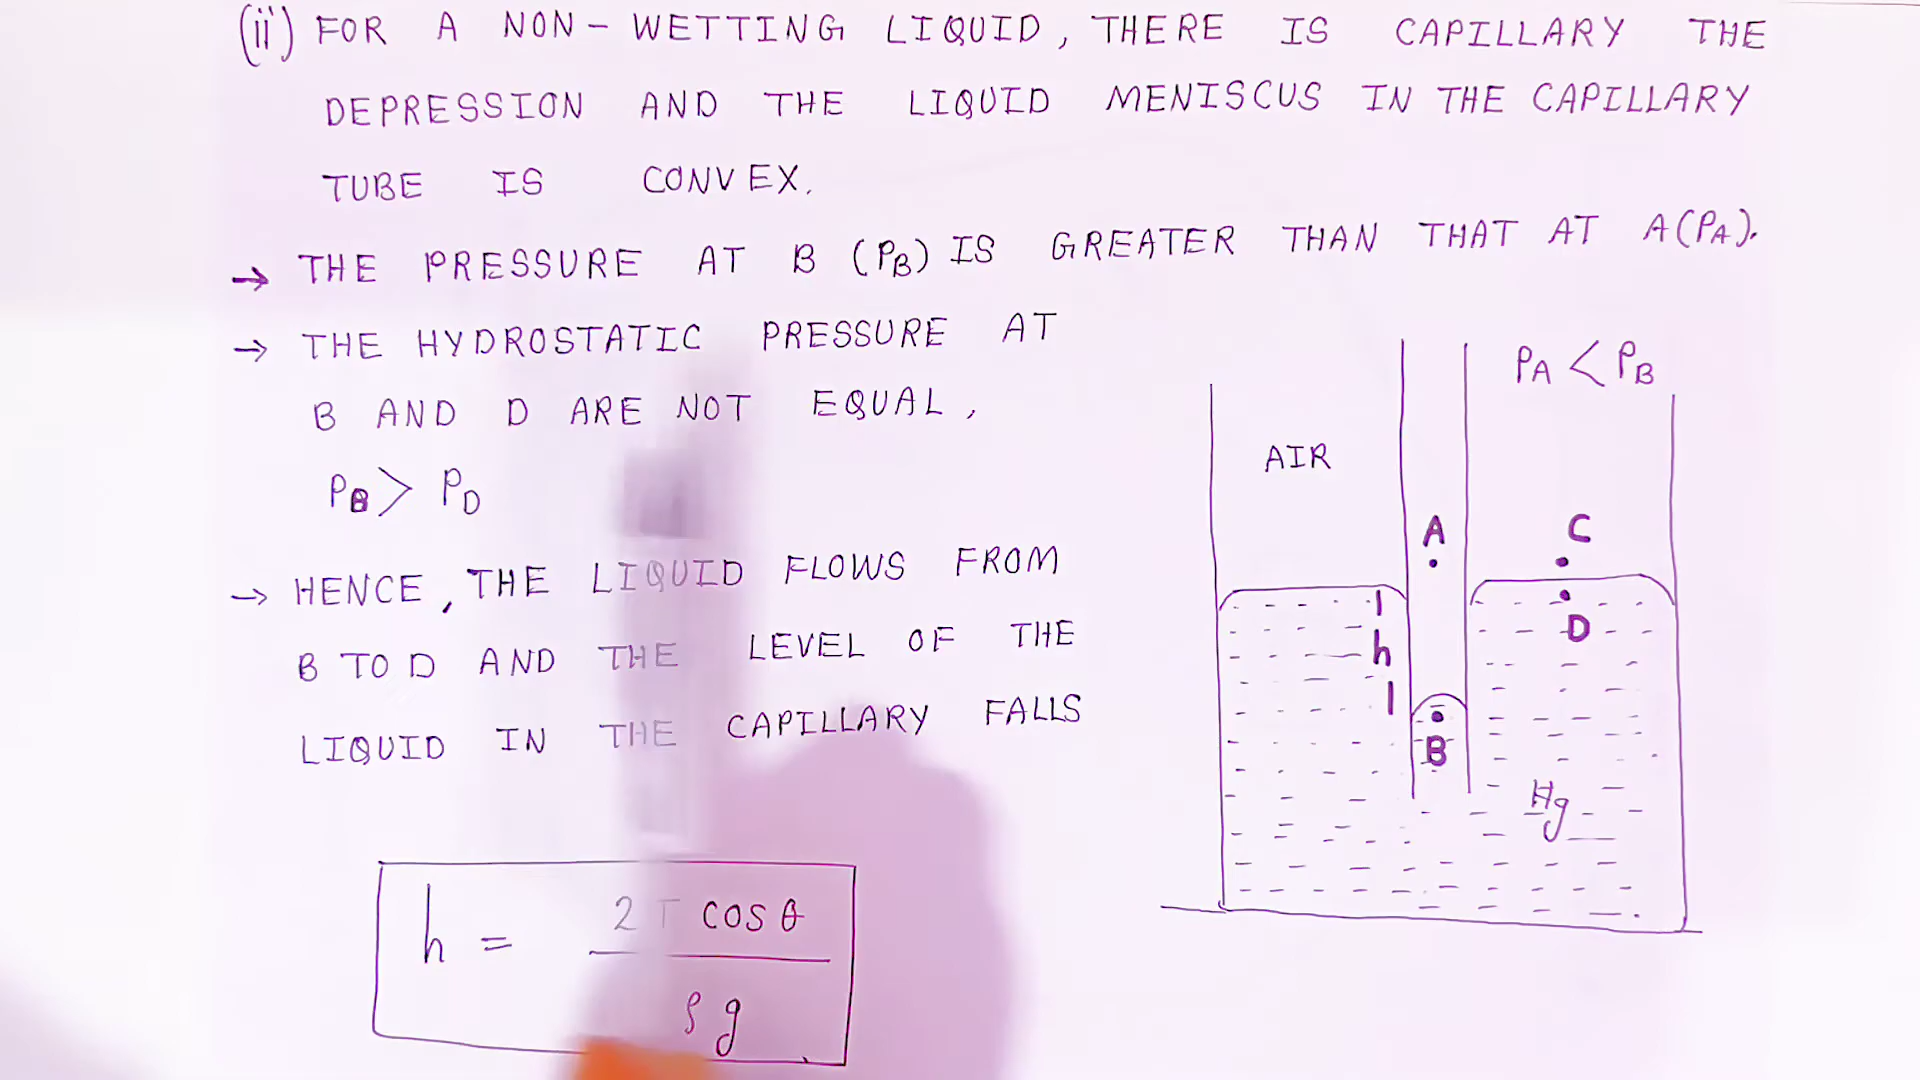 (ii) FOR A NON-WETTING LIQUID, THERE IS CAPILLARY THE
DEPRESSION AND THE LIQUID MENISCUS IN THE CAPILLARY
TUBE IS CONVEX.
→ THE PRESSURE AT B (PB) IS GREATER THAN THAT AT A(PA).
→ THE HYDROSTATIC PRESSURE AT
B AND D ARE NOT EQUAL,
PB > PD
→ HENCE, THE LIQUID FLOWS FROM
B TO D AND THE LEVEL OF THE
LIQUID IN THE CAPILLARY FALLS
h = 2T cos θ
ρg
PA < PB
AIR
A
C
D
h
B
Hg